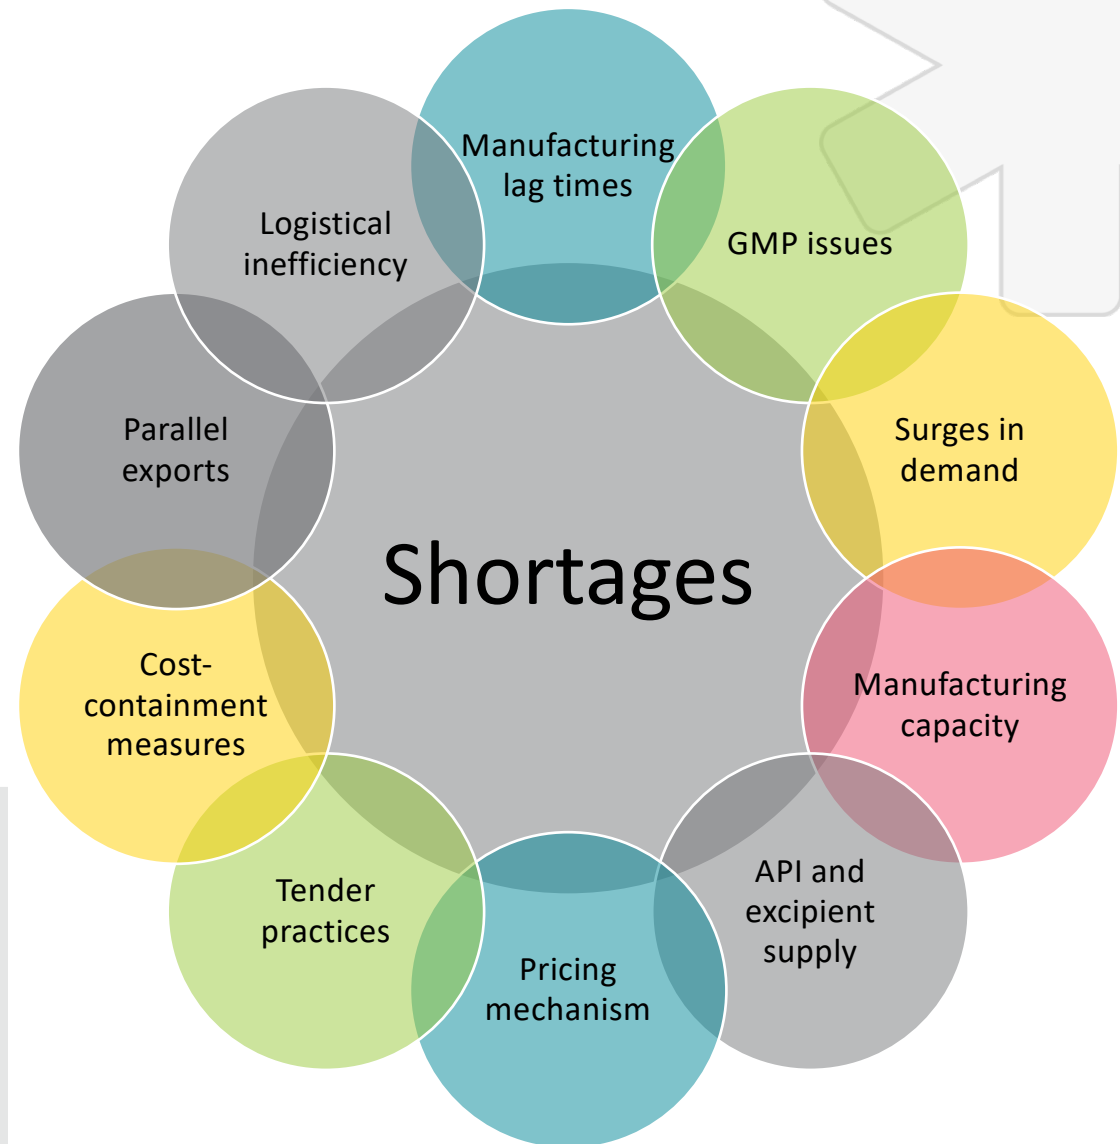 Manufacturing
lag times
GMP issues
Surges in
demand
Manufacturing
capacity
API and
excipient
supply
Pricing
mechanism
Tender
practices
Cost-
containment
measures
Parallel
exports
Logistical
inefficiency
Shortages